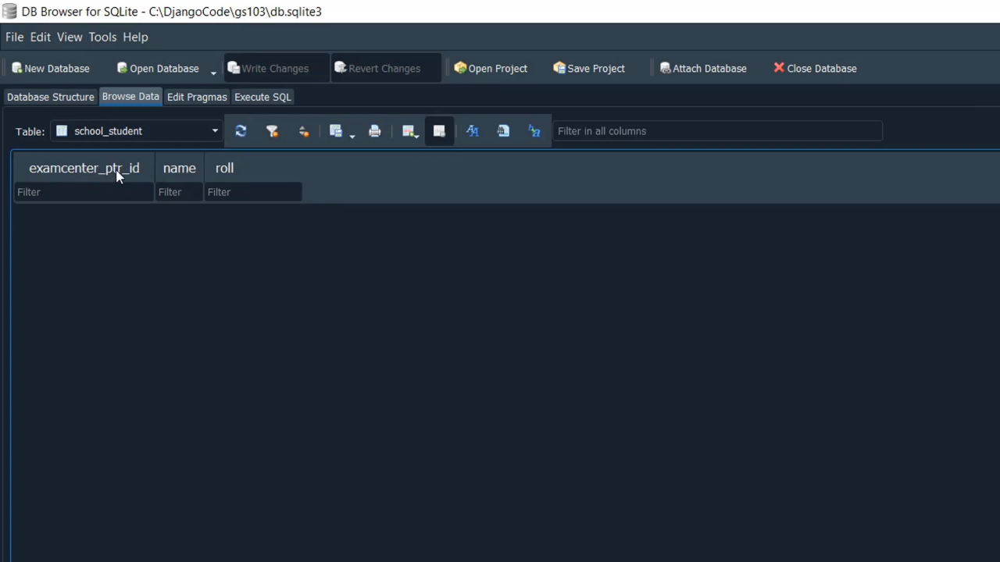 DB Browser for SQLite - C:\DjangoCode\gs103\db.sqlite3
File Edit View Tools Help
New Database Open Database Write Changes Revert Changes Open Project Save Project Attach Database Close Database
Database Structure Browse Data Edit Pragmas Execute SQL
Table: school_student Filter in all columns
examcenter_ptr_id name roll
Filter Filter Filter